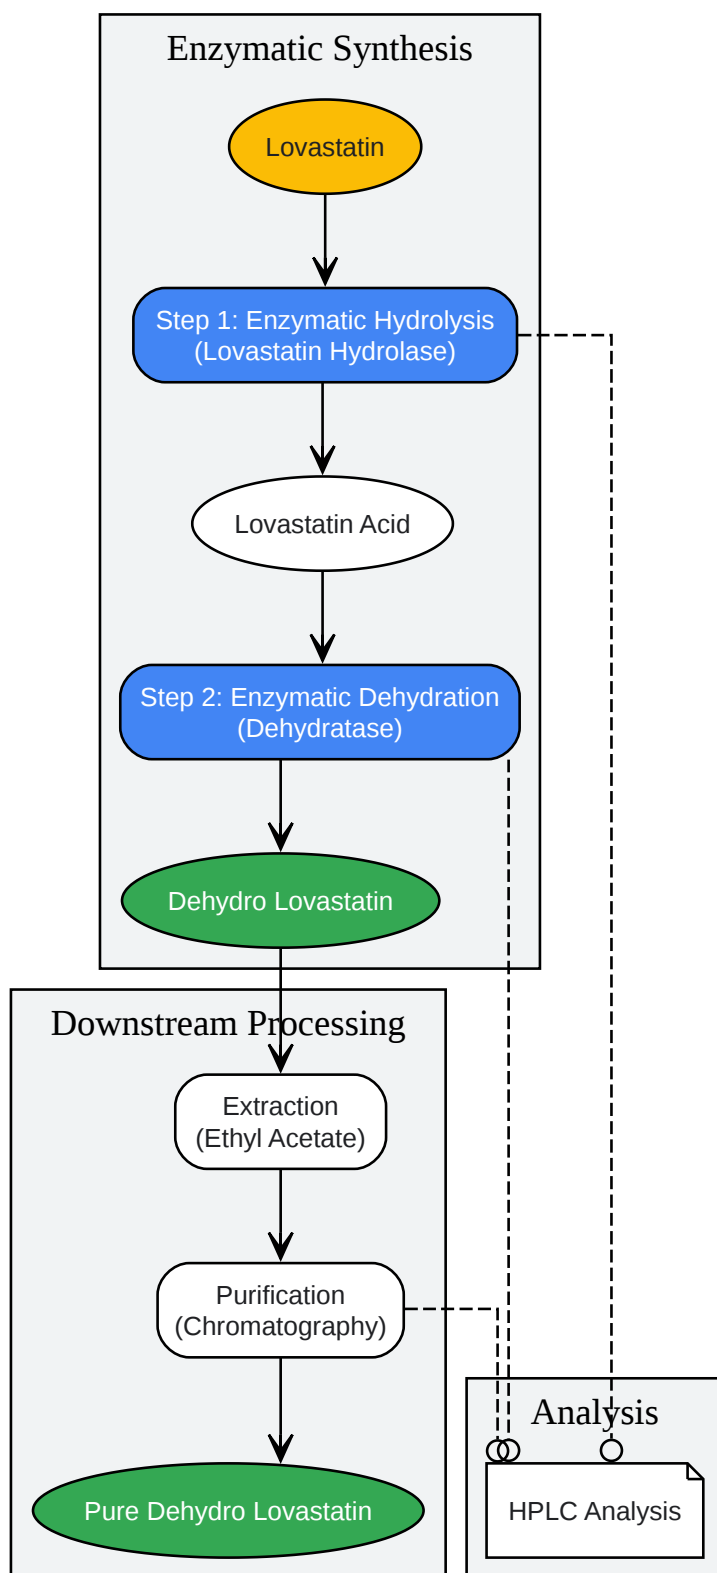 Enzymatic Synthesis
Lovastatin
Step 1: Enzymatic Hydrolysis
(Lovastatin Hydrolase)
Lovastatin Acid
Step 2: Enzymatic Dehydration
(Dehydratase)
Dehydro Lovastatin
Downstream Processing
Extraction
(Ethyl Acetate)
Purification
(Chromatography)
Pure Dehydro Lovastatin
Analysis
HPLC Analysis